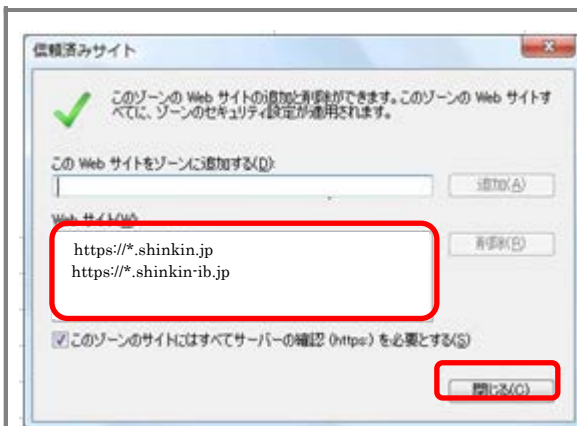 信頼済みサイト
このゾーンの Web サイトの追加と削除ができます。このゾーンの Web サイトす
べてに、ゾーンのセキュリティ設定が適用されます。
この Web サイトをゾーンに追加する(D):
追加(A)
Web サイト(W):
削除(R)
https://*.shinkin.jp
https://*.shinkin-ib.jp
このゾーンのサイトにはすべてサーバーの確認 (https:) を必要とする(S)
閉じる(C)